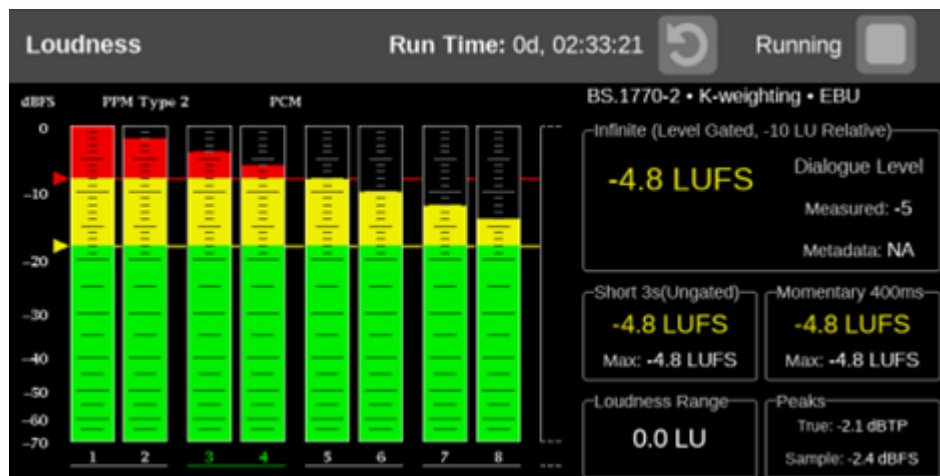 Loudness
Run Time: 0d, 02:33:21
Running
dBFS
PPM Type 2
PCM
0
-10
-20
-30
-40
-50
-60
-70
1 2 3 4 5 6 7 8
BS.1770-2 • K-weighting • EBU
Infinite (Level Gated, -10 LU Relative)
-4.8 LUFS
Dialogue Level
Measured: -5
Metadata: NA
Short 3s(Ungated)
-4.8 LUFS
Max: -4.8 LUFS
Momentary 400ms
-4.8 LUFS
Max: -4.8 LUFS
Loudness Range
0.0 LU
Peaks
True: -2.1 dBTP
Sample: -2.4 dBFS